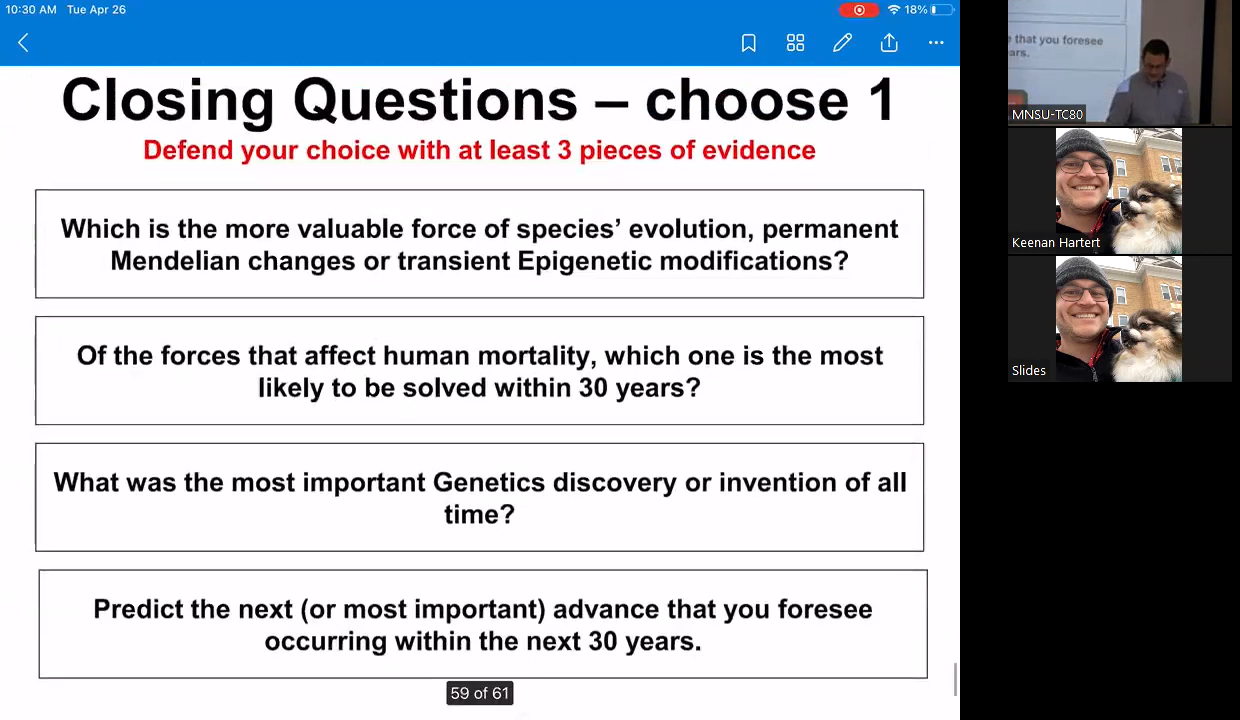 10:30 AM Tue Apr 26
18%
Closing Questions – choose 1
Defend your choice with at least 3 pieces of evidence
Which is the more valuable force of species’ evolution, permanent
Mendelian changes or transient Epigenetic modifications?
Of the forces that affect human mortality, which one is the most
likely to be solved within 30 years?
What was the most important Genetics discovery or invention of all
time?
Predict the next (or most important) advance that you foresee
occurring within the next 30 years.
59 of 61
that you foresee
ars.
MNSU-TC80
Keenan Hartert
Slides